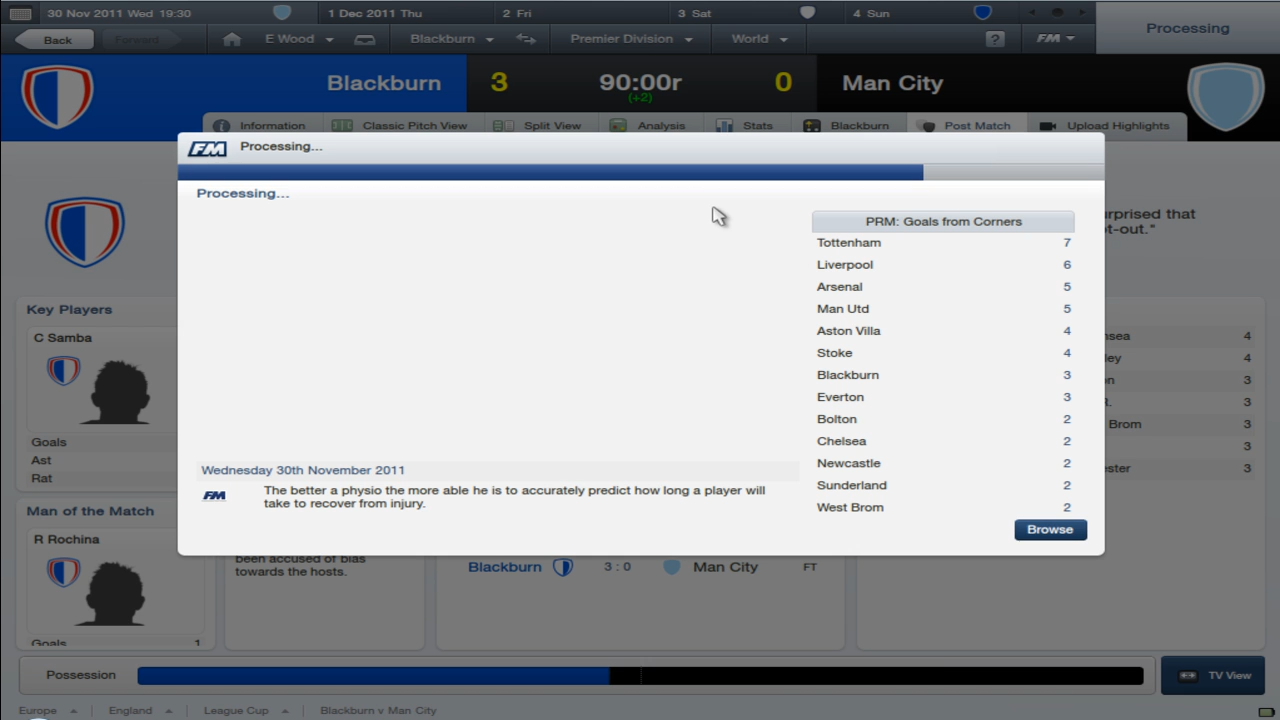 30 Nov 2011 Wed 19:30
1 Dec 2011 Thu
2 Fri
3 Sat
4 Sun
Processing
Back
Forward
E Wood
Blackburn
Premier Division
World
?
FM
Blackburn
3
90:00r
(+2)
0
Man City
Information
Classic Pitch View
Split View
Analysis
Stats
Blackburn
Post Match
Upload Highlights
FM
Processing...
Processing...
PRM: Goals from Corners
Tottenham 7
Liverpool 6
Arsenal 5
Man Utd 5
Aston Villa 4
Stoke 4
Blackburn 3
Everton 3
Bolton 2
Chelsea 2
Newcastle 2
Sunderland 2
West Brom 2
Browse
Wednesday 30th November 2011
FM
The better a physio the more able he is to accurately predict how long a player will
take to recover from injury.
urprised that
t-out."
Key Players
C Samba
Goals
Ast
Rat
Man of the Match
R Rochina
Goals 1
been accused of bias
towards the hosts.
Blackburn 3 : 0 Man City FT
nsea 4
ley 4
on 3
R. 3
Brom 3
3
ester 3
Possession
TV View
Europe
England
League Cup
Blackburn v Man City